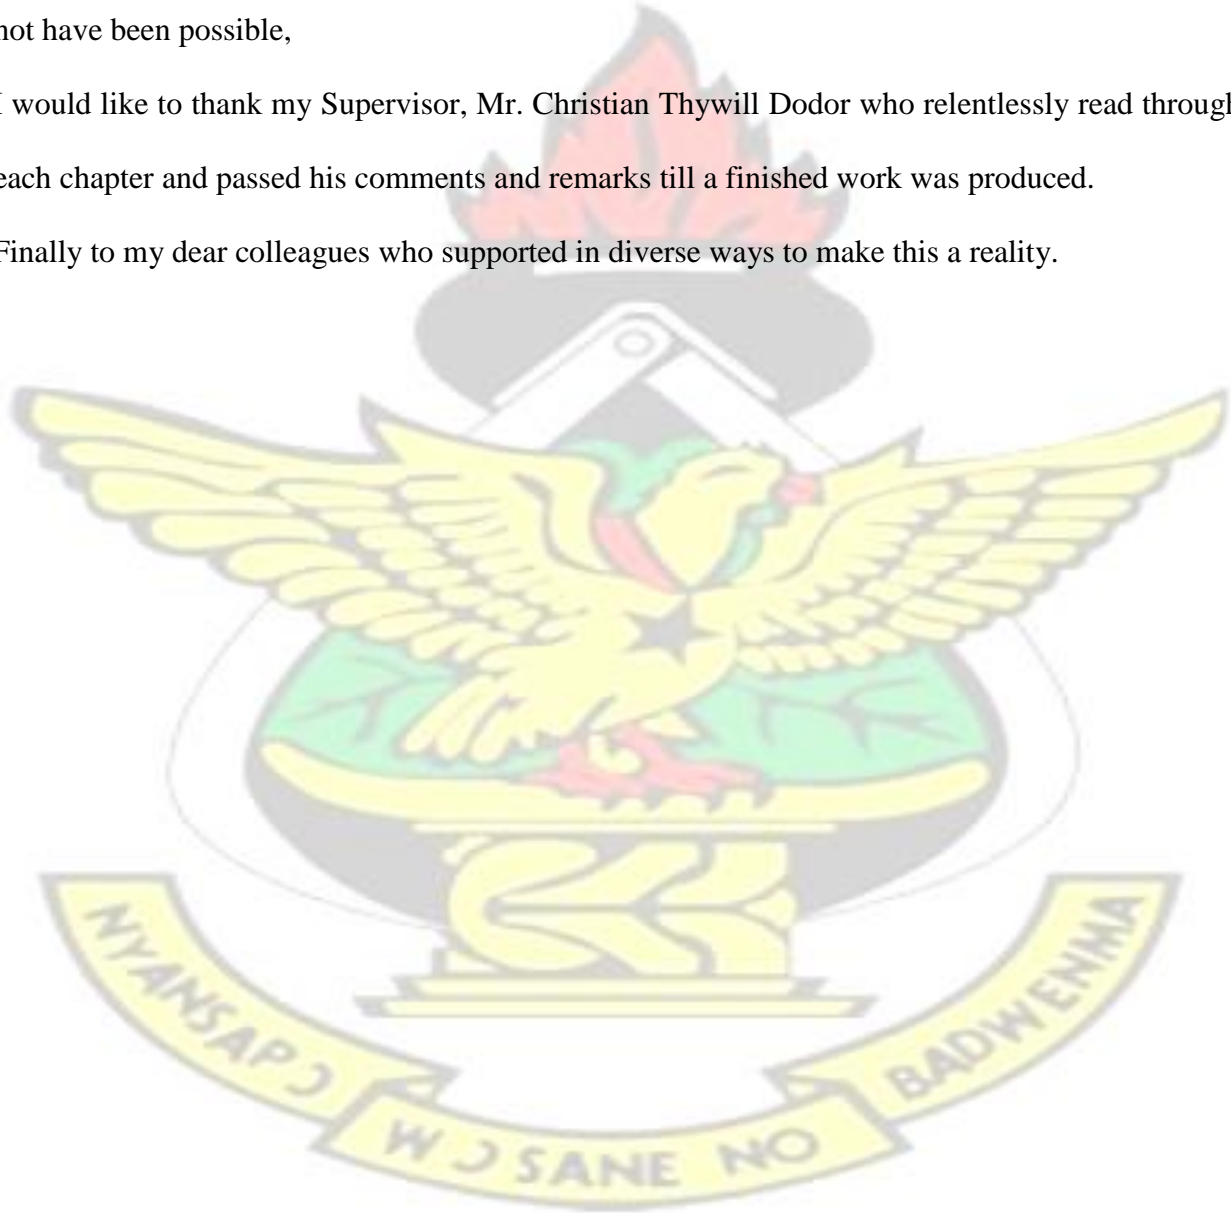 not have been possible,
I would like to thank my Supervisor, Mr. Christian Thywill Dodor who relentlessly read through
each chapter and passed his comments and remarks till a finished work was produced.
Finally to my dear colleagues who supported in diverse ways to make this a reality.
NYANSAPƆ
WƆ SANE NO
BADWENMA